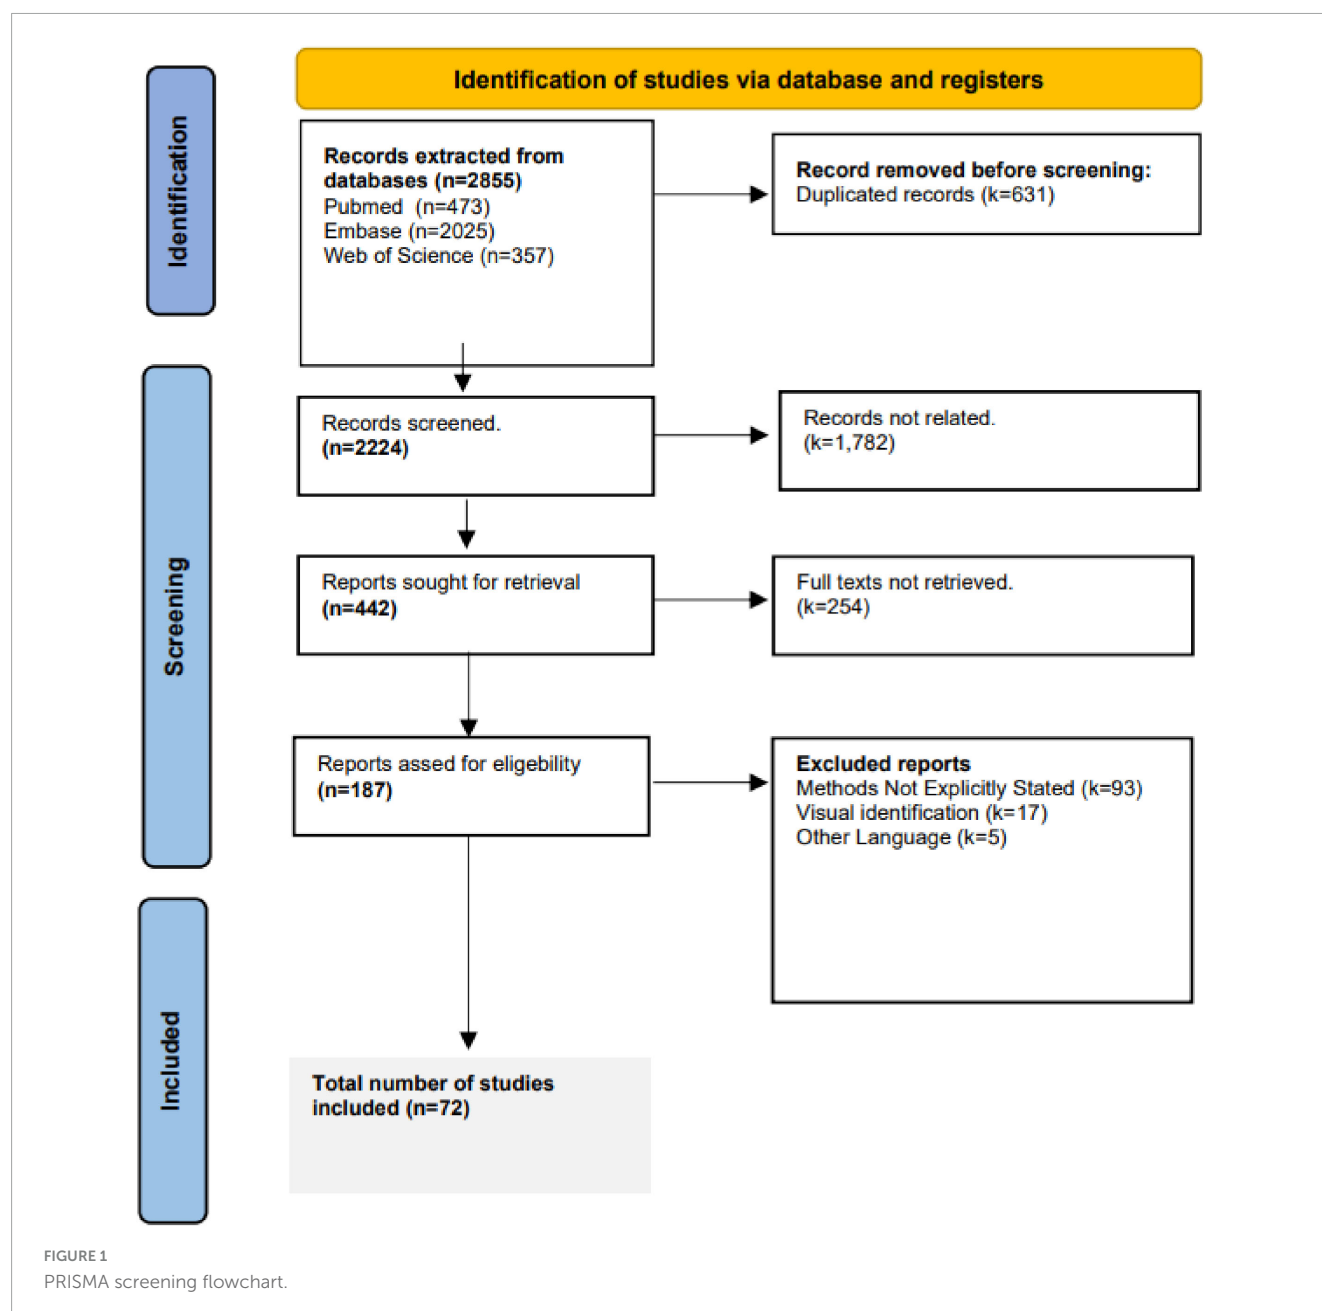 Identification of studies via database and registers
Identification
Records extracted from
databases (n=2855)
Pubmed (n=473)
Embase (n=2025)
Web of Science (n=357)
Record removed before screening:
Duplicated records (k=631)
Screening
Records screened.
(n=2224)
Records not related.
(k=1,782)
Reports sought for retrieval
(n=442)
Full texts not retrieved.
(k=254)
Reports assed for eligebility
(n=187)
Excluded reports
Methods Not Explicitly Stated (k=93)
Visual identification (k=17)
Other Language (k=5)
Included
Total number of studies
included (n=72)
FIGURE 1
PRISMA screening flowchart.